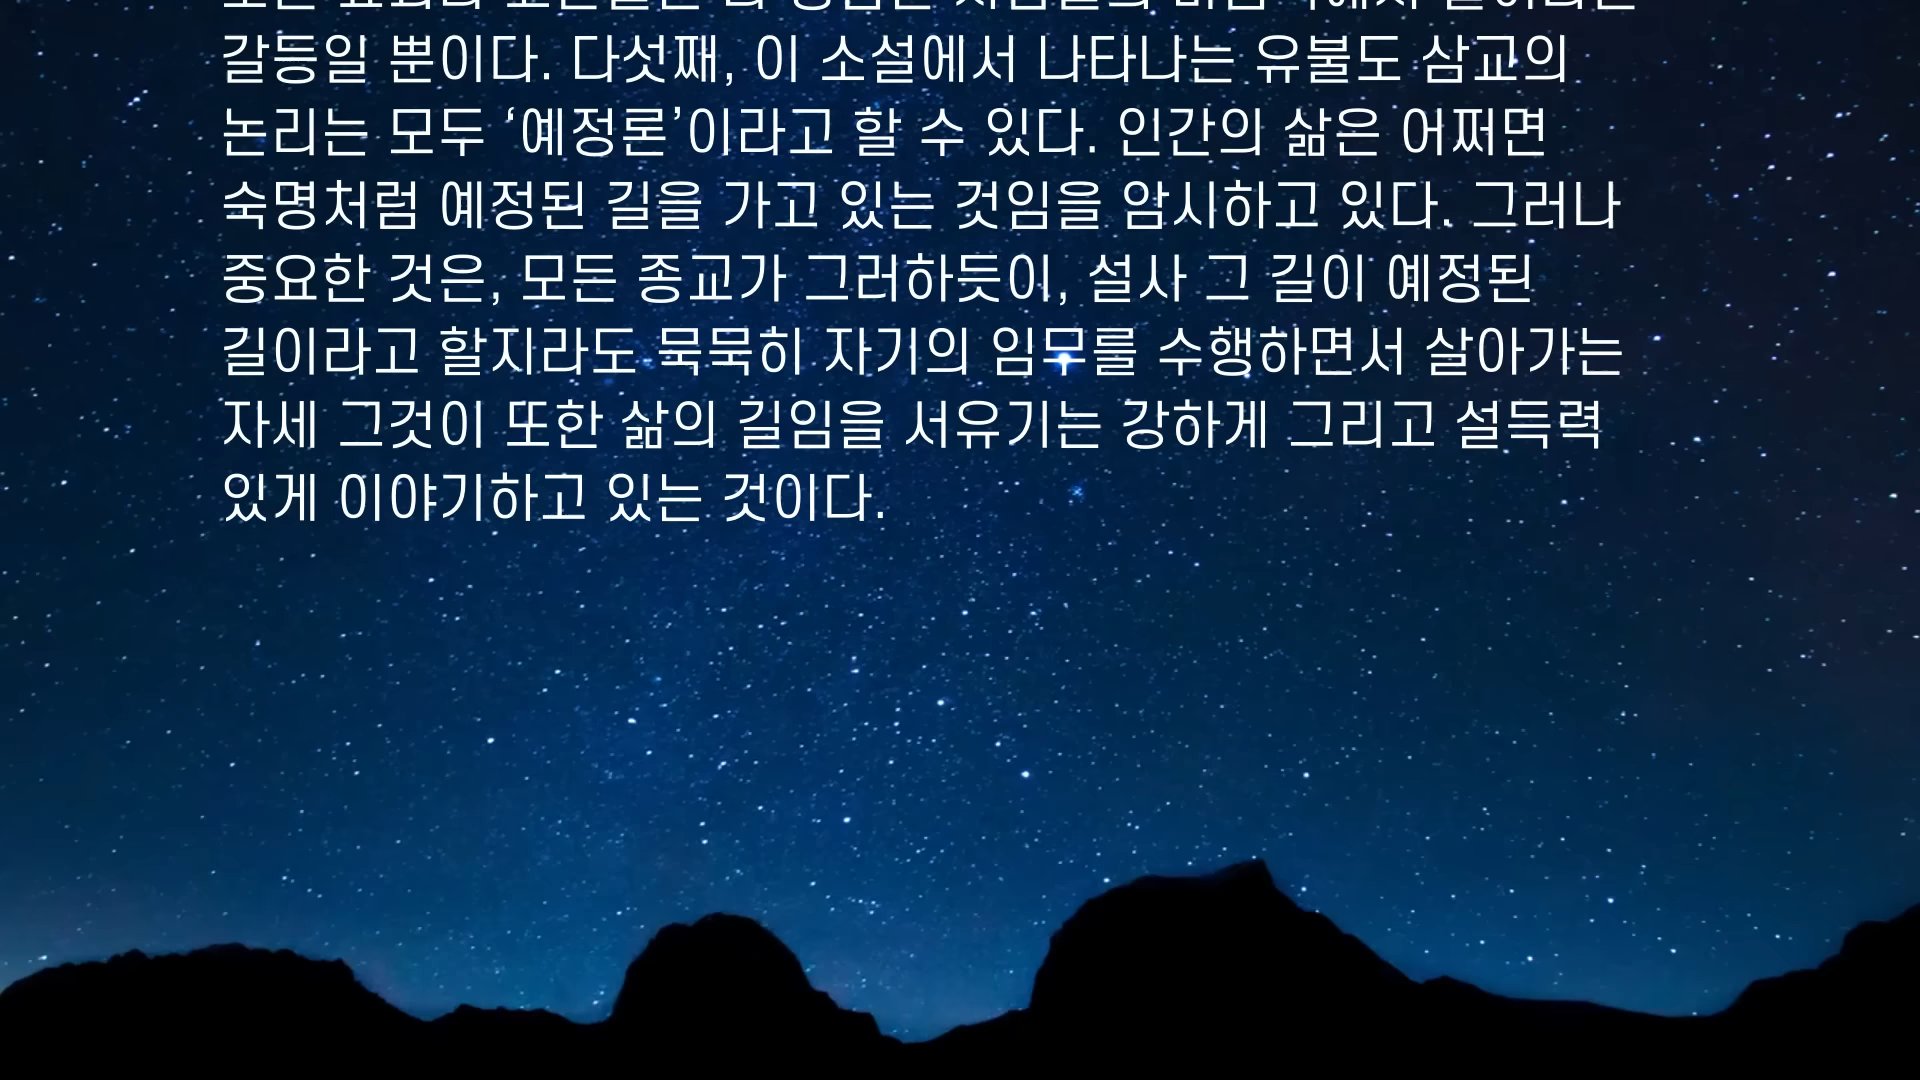 갈등일 뿐이다. 다섯째, 이 소설에서 나타나는 유불도 삼교의
논리는 모두 ‘예정론’이라고 할 수 있다. 인간의 삶은 어쩌면
숙명처럼 예정된 길을 가고 있는 것임을 암시하고 있다. 그러나
중요한 것은, 모든 종교가 그러하듯이, 설사 그 길이 예정된
길이라고 할지라도 묵묵히 자기의 임무를 수행하면서 살아가는
자세 그것이 또한 삶의 길임을 서유기는 강하게 그리고 설득력
있게 이야기하고 있는 것이다.